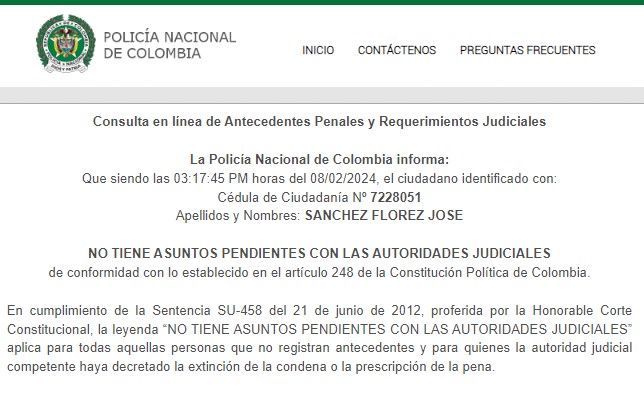 POLICÍA NACIONAL
DE COLOMBIA
INICIO CONTÁCTENOS PREGUNTAS FRECUENTES
Consulta en línea de Antecedentes Penales y Requerimientos Judiciales
La Policía Nacional de Colombia informa:
Que siendo las 03:17:45 PM horas del 08/02/2024, el ciudadano identificado con:
Cédula de Ciudadanía Nº 7228051
Apellidos y Nombres: SANCHEZ FLOREZ JOSE
NO TIENE ASUNTOS PENDIENTES CON LAS AUTORIDADES JUDICIALES
de conformidad con lo establecido en el artículo 248 de la Constitución Política de Colombia.
En cumplimiento de la Sentencia SU-458 del 21 de junio de 2012, proferida por la Honorable Corte
Constitucional, la leyenda “NO TIENE ASUNTOS PENDIENTES CON LAS AUTORIDADES JUDICIALES”
aplica para todas aquellas personas que no registran antecedentes y para quienes la autoridad judicial
competente haya decretado la extinción de la condena o la prescripción de la pena.